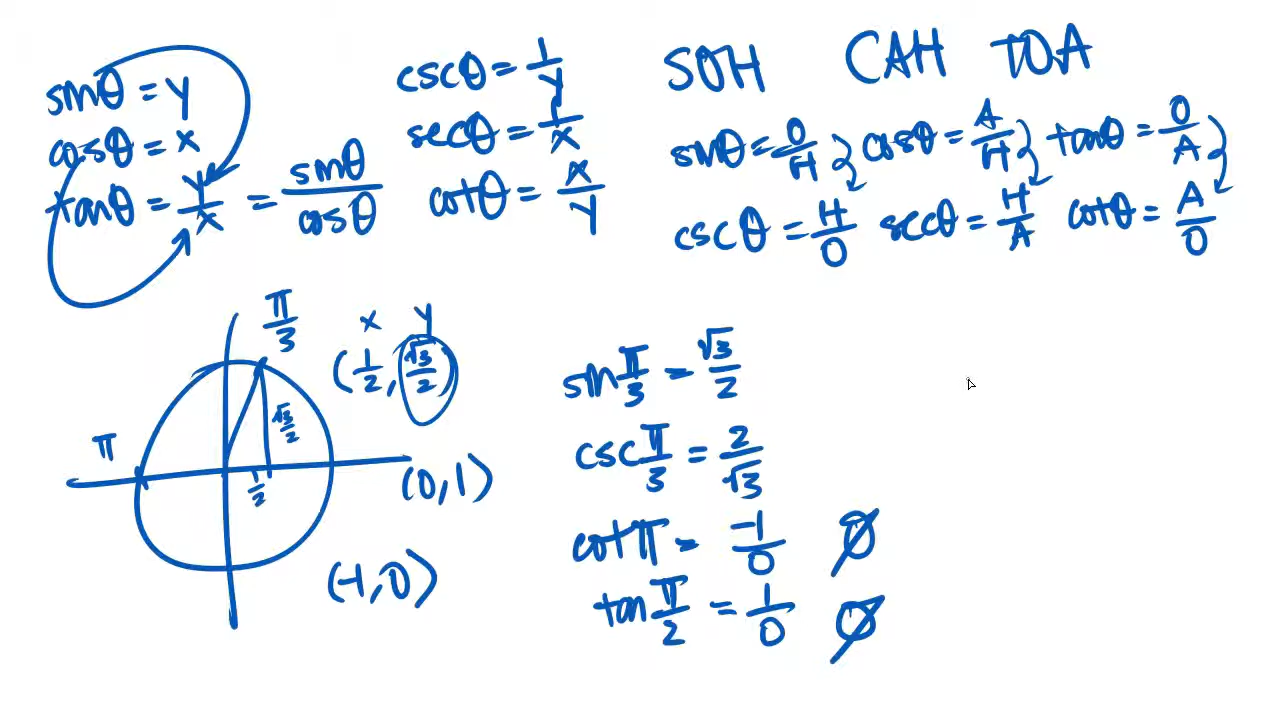 sinθ = y
cosθ = x
tanθ = y/x = sinθ/cosθ
cscθ = 1/y
secθ = 1/x
cotθ = x/y
SOH CAH TOA
sinθ = O/H cosθ = A/H tanθ = O/A
cscθ = H/O secθ = H/A cotθ = A/O
π/3
x y
(1/2, √3/2)
√3/2
π
1/2
(0,1)
(-1,0)
sin π/3 = √3/2
csc π/3 = 2/√3
cot π = -1/0 ∅
tan π/2 = 1/0 ∅